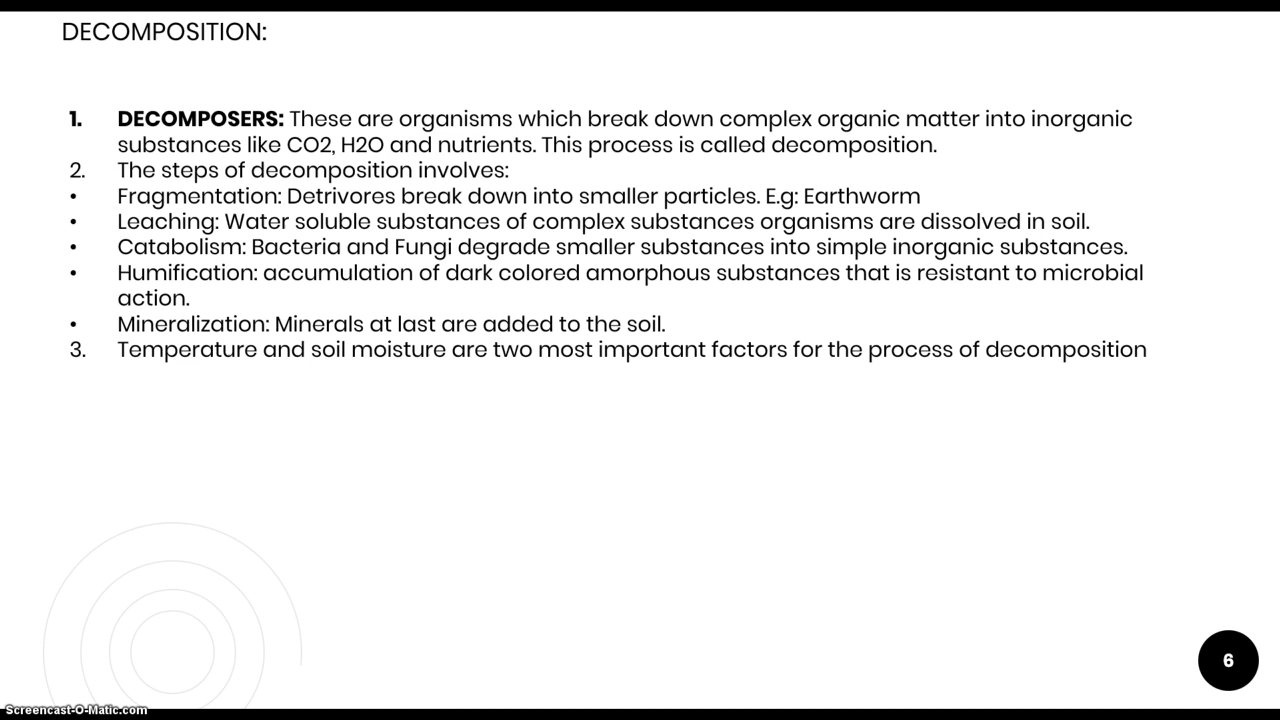 DECOMPOSITION:
1. DECOMPOSERS: These are organisms which break down complex organic matter into inorganic
substances like CO2, H2O and nutrients. This process is called decomposition.
2. The steps of decomposition involves:
• Fragmentation: Detrivores break down into smaller particles. E.g: Earthworm
• Leaching: Water soluble substances of complex substances organisms are dissolved in soil.
• Catabolism: Bacteria and Fungi degrade smaller substances into simple inorganic substances.
• Humification: accumulation of dark colored amorphous substances that is resistant to microbial
action.
• Mineralization: Minerals at last are added to the soil.
3. Temperature and soil moisture are two most important factors for the process of decomposition
6
Screencast-O-Matic.com